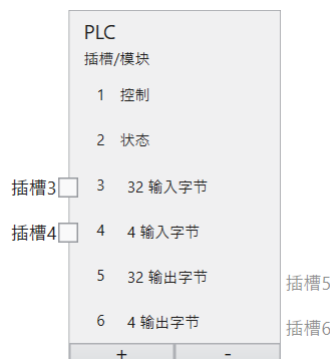 PLC
插槽/模块
1 控制
2 状态
插槽3 3 32 输入字节
插槽4 4 4 输入字节
5 32 输出字节 插槽5
6 4 输出字节 插槽6
+ -